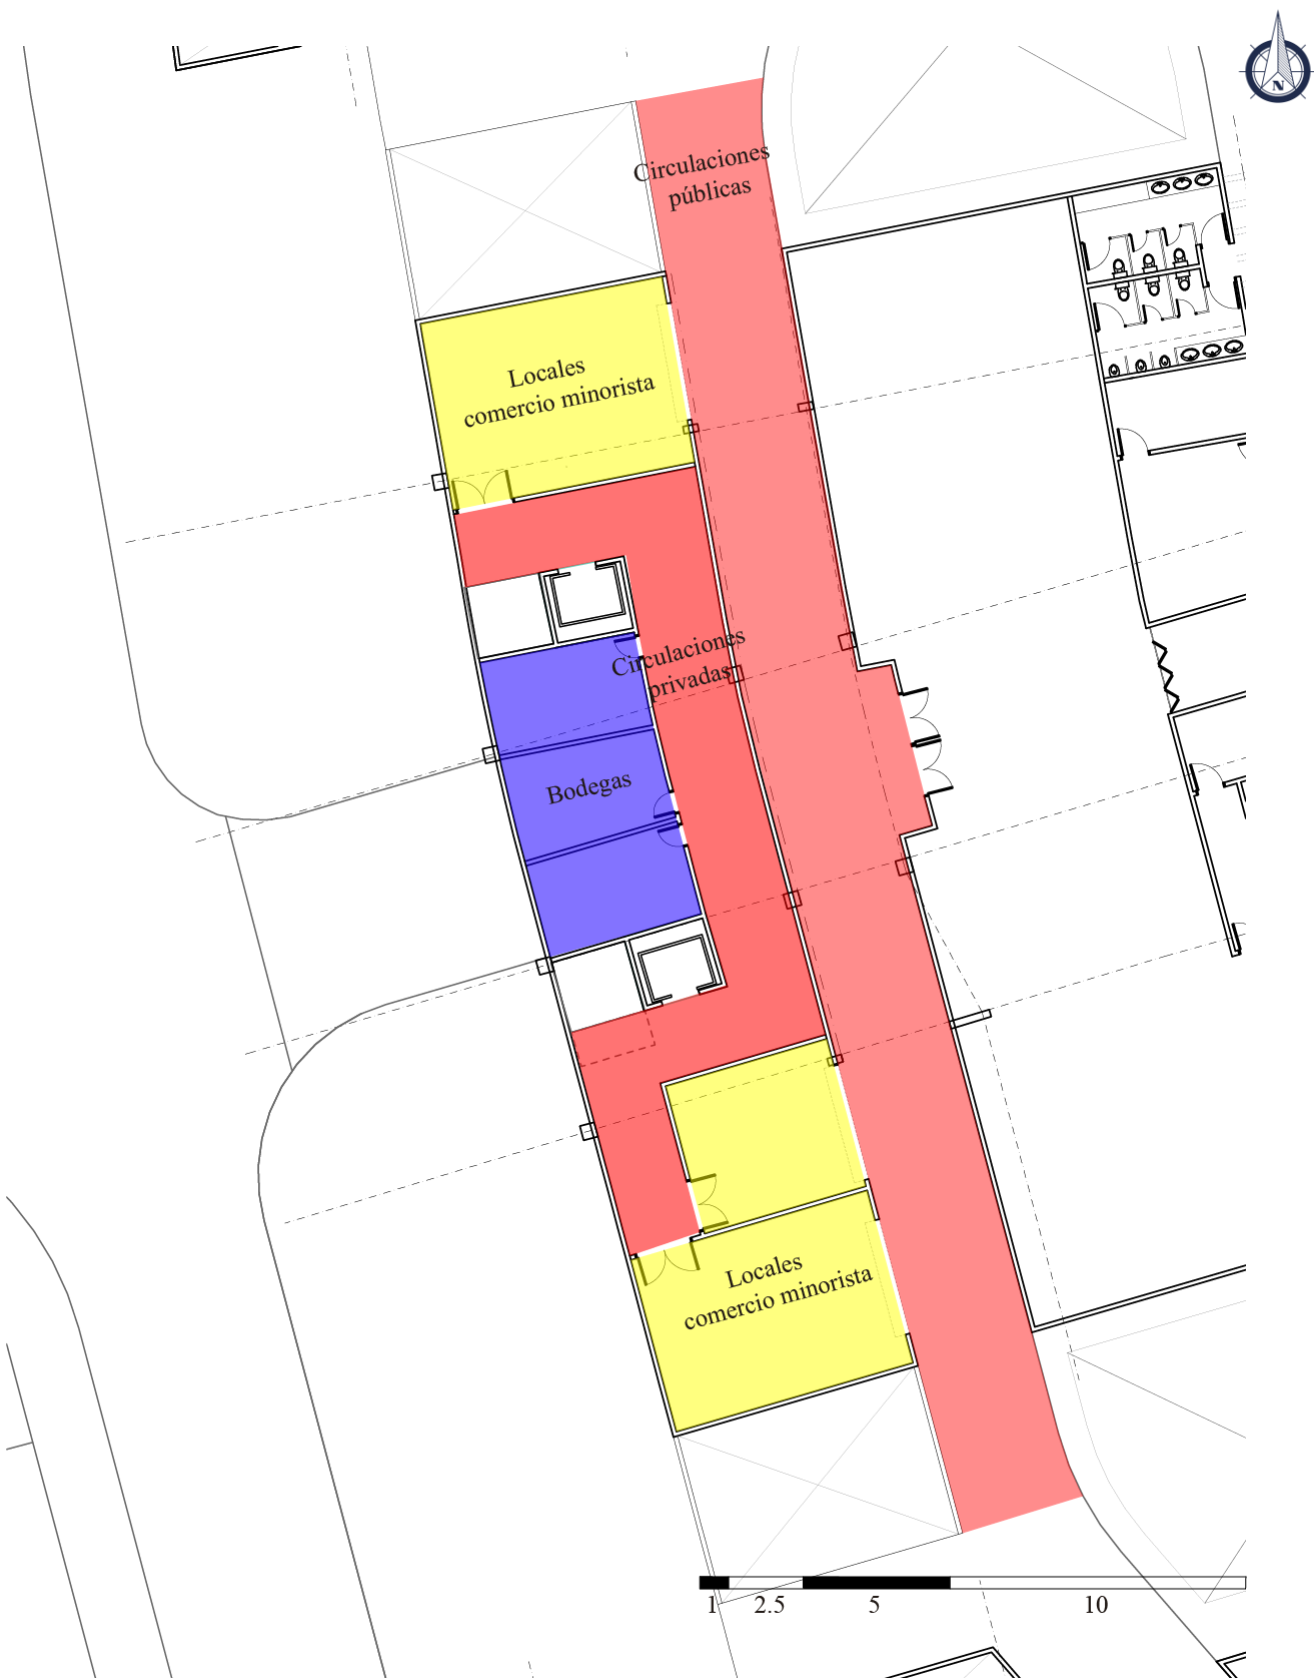 N
Circulaciones
públicas
Locales
comercio minorista
Circulaciones
privadas
Bodegas
Locales
comercio minorista
1 2.5 5 10